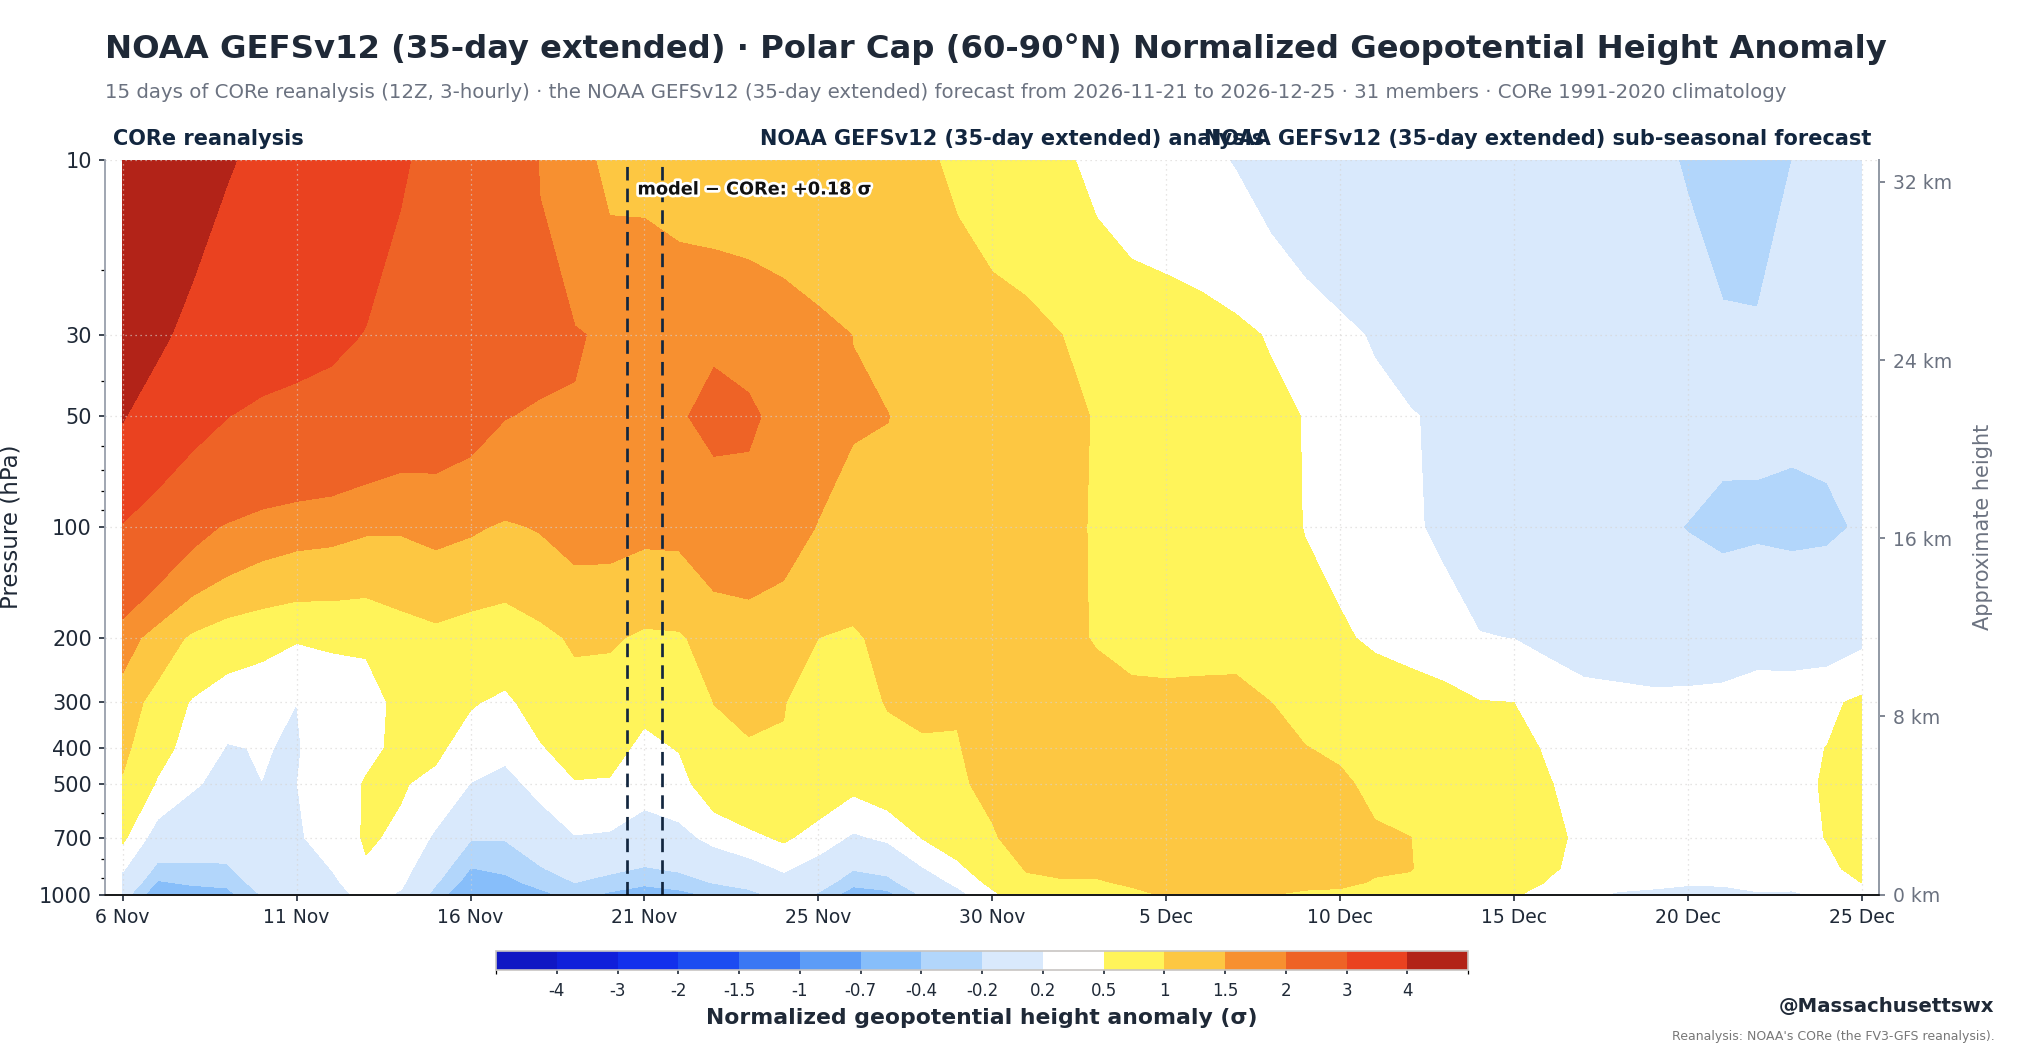 NOAA GEFSv12 (35-day extended) · Polar Cap (60-90°N) Normalized Geopotential Height Anomaly
15 days of CORe reanalysis (12Z, 3-hourly) · the NOAA GEFSv12 (35-day extended) forecast from 2026-11-21 to 2026-12-25 · 31 members · CORe 1991-2020 climatology
CORe reanalysis
NOAA GEFSv12 (35-day extended) analysis
NOAA GEFSv12 (35-day extended) sub-seasonal forecast
model − CORe: +0.18 σ
Pressure (hPa)
10
30
50
100
200
300
400
500
700
1000
32 km
24 km
16 km
8 km
0 km
Approximate height
6 Nov 11 Nov 16 Nov 21 Nov 25 Nov 30 Nov 5 Dec 10 Dec 15 Dec 20 Dec 25 Dec
-4 -3 -2 -1.5 -1 -0.7 -0.4 -0.2 0.2 0.5 1 1.5 2 3 4
Normalized geopotential height anomaly (σ)
@Massachusettswx
Reanalysis: NOAA's CORe (the FV3-GFS reanalysis).